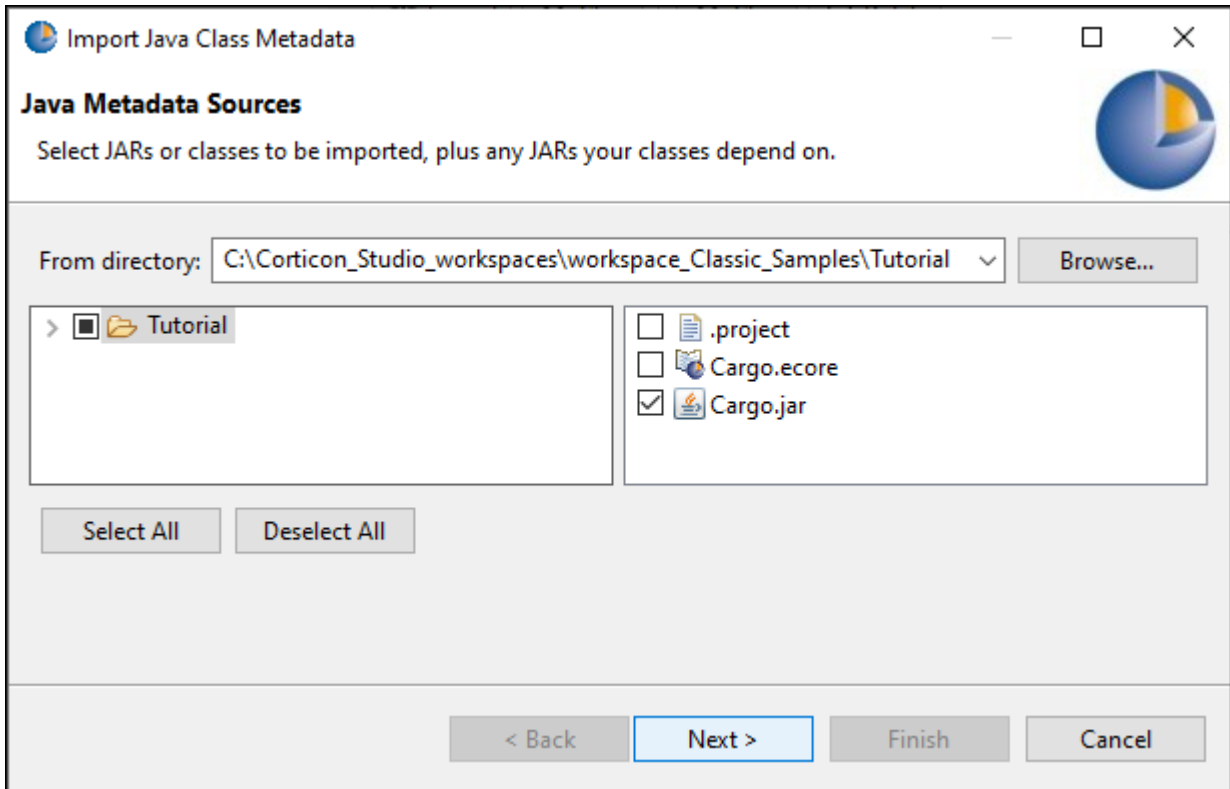 Import Java Class Metadata
Java Metadata Sources
Select JARs or classes to be imported, plus any JARs your classes depend on.
From directory: C:\Corticon_Studio_workspaces\workspace_Classic_Samples\Tutorial Browse...
Tutorial
.project
Cargo.ecore
Cargo.jar
Select All Deselect All
< Back Next > Finish Cancel